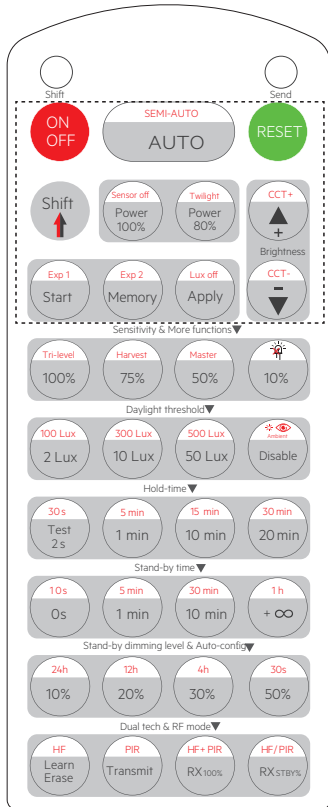 Shift
Send
ON
OFF
SEMI-AUTO
AUTO
RESET
Shift
Sensor off
Power
100%
Twilight
Power
80%
CCT+
+
Brightness
CCT-
Exp 1
Start
Exp 2
Memory
Lux off
Apply
Sensitivity & More functions
Tri-level
100%
Harvest
75%
Master
50%
10%
Daylight threshold
100 Lux
2 Lux
300 Lux
10 Lux
500 Lux
50 Lux
Ambient
Disable
Hold-time
30s
Test
2s
5 min
1 min
15 min
10 min
30 min
20 min
Stand-by time
10s
0s
5 min
1 min
30 min
10 min
1 h
+ ∞
Stand-by dimming level & Auto-config
24h
10%
12h
20%
4h
30%
30s
50%
Dual tech & RF mode
HF
Learn
Erase
PIR
Transmit
HF+ PIR
RX100%
HF/ PIR
RX STBY%